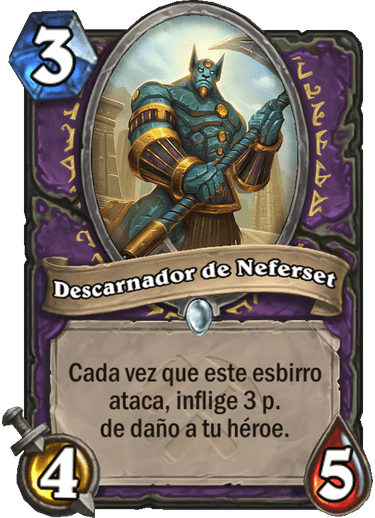 3
Descarnador de Neferset
Cada vez que este esbirro
ataca, inflige 3 p.
de daño a tu héroe.
4
5